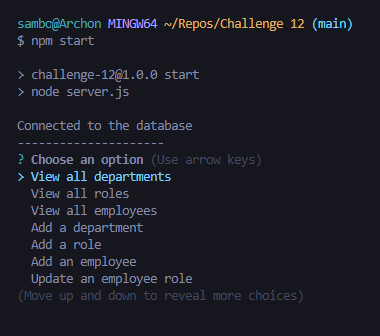 sambo@Archon MINGW64 ~/Repos/Challenge 12 (main)
$ npm start
> challenge-12@1.0.0 start
> node server.js
Connected to the database
---------------------
? Choose an option (Use arrow keys)
> View all departments
View all roles
View all employees
Add a department
Add a role
Add an employee
Update an employee role
(Move up and down to reveal more choices)